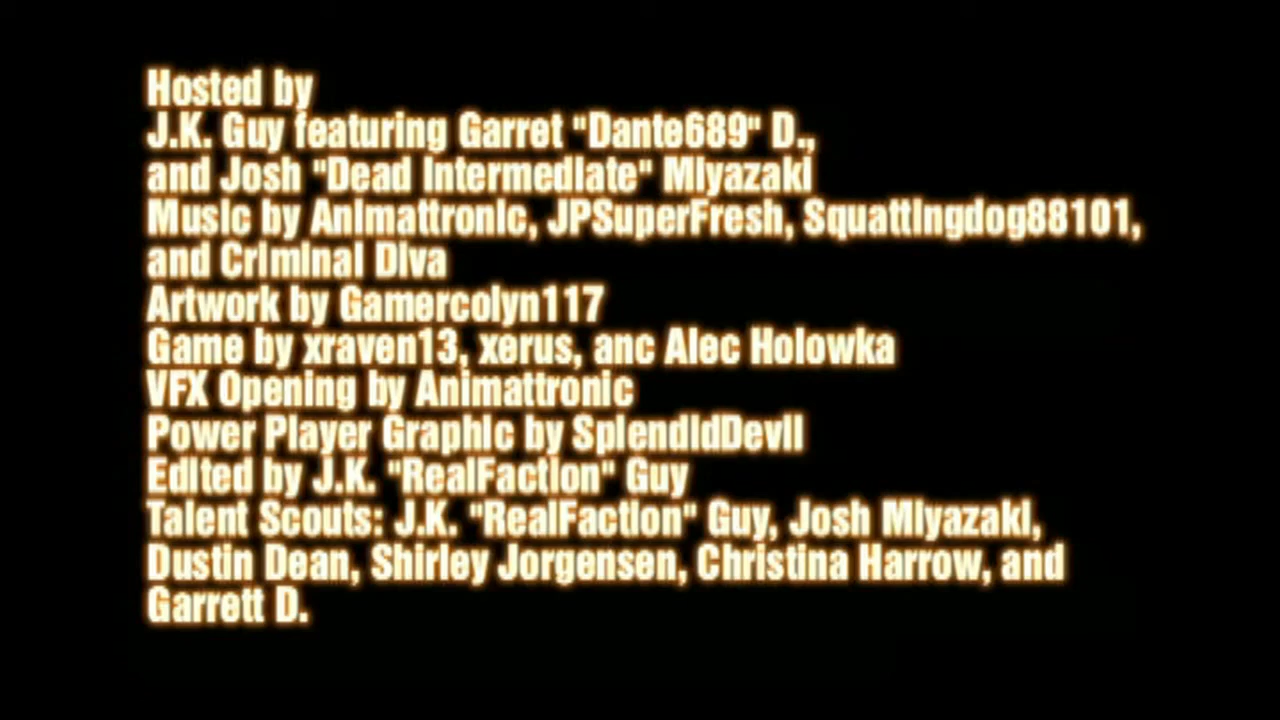 Hosted by
J.K. Guy featuring Garret "Dante689" D.,
and Josh "Dead Intermediate" Miyazaki
Music by Animattronic, JPSuperFresh, Squattingdog88101,
and Criminal Diva
Artwork by Gamercolyn117
Game by xraven13, xerus, anc Alec Holowka
VFX Opening by Animattronic
Power Player Graphic by SplendidDevil
Edited by J.K. "RealFaction" Guy
Talent Scouts: J.K. "RealFaction" Guy, Josh Miyazaki,
Dustin Dean, Shirley Jorgensen, Christina Harrow, and
Garrett D.